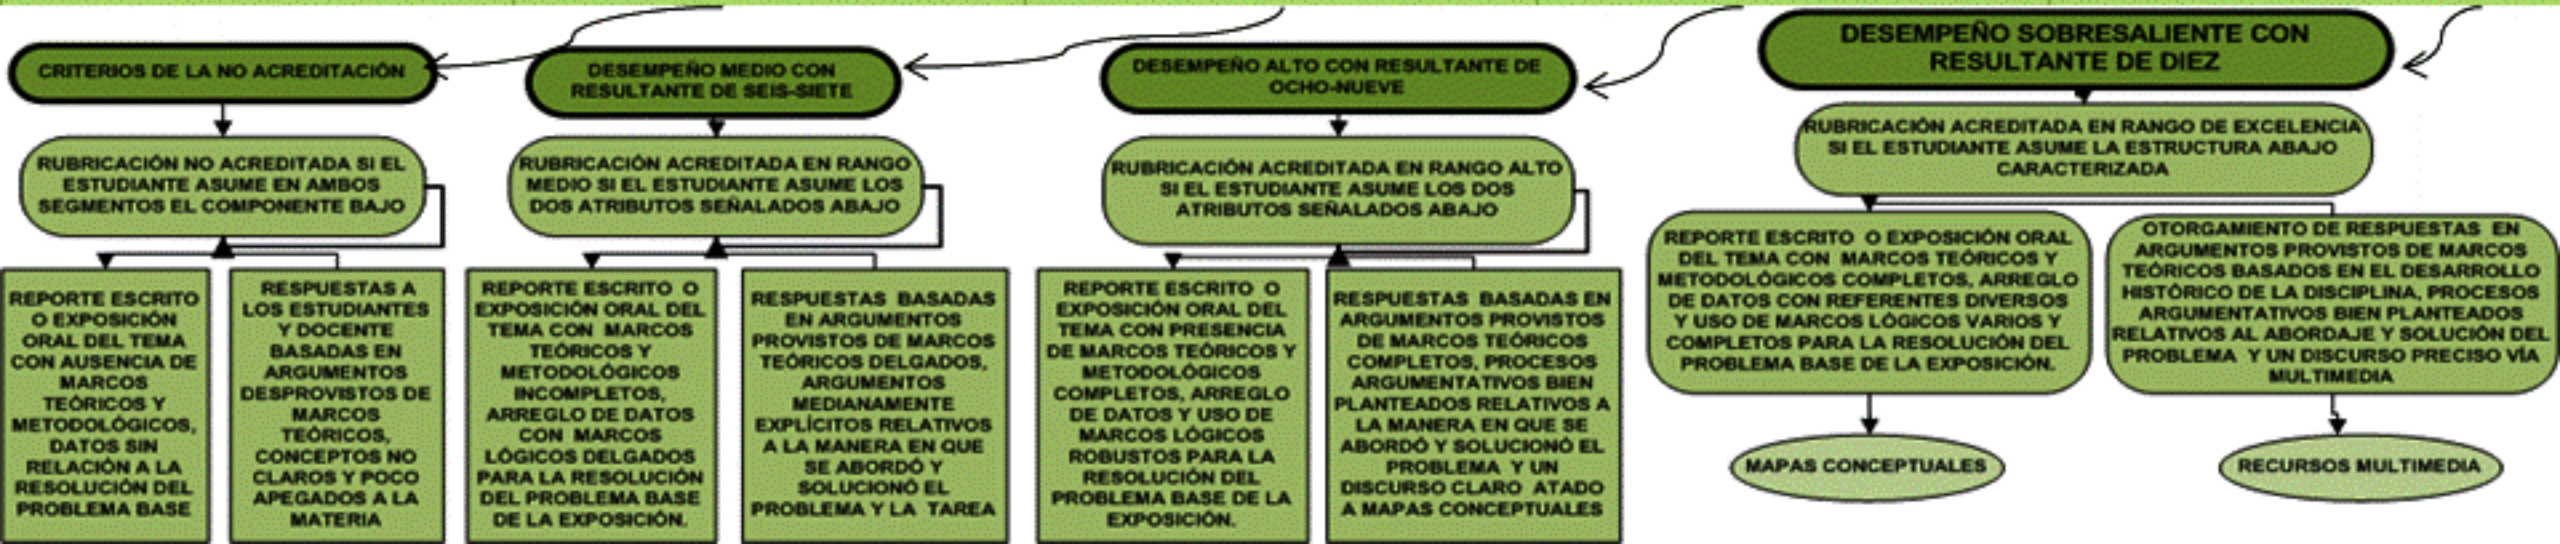 CRITERIOS DE LA NO ACREDITACIÓN
RUBRICACIÓN NO ACREDITADA SI EL
ESTUDIANTE ASUME EN AMBOS
SEGMENTOS EL COMPONENTE BAJO
REPORTE ESCRITO
O EXPOSICIÓN
ORAL DEL TEMA
CON AUSENCIA DE
MARCOS
TEÓRICOS Y
METODOLÓGICOS,
DATOS SIN
RELACIÓN A LA
RESOLUCIÓN DEL
PROBLEMA BASE
RESPUESTAS A
LOS ESTUDIANTES
Y DOCENTE
BASADAS EN
ARGUMENTOS
DESPROVISTOS DE
MARCOS
TEÓRICOS,
CONCEPTOS NO
CLAROS Y POCO
APEGADOS A LA
MATERIA
DESEMPEÑO MEDIO CON
RESULTANTE DE SEIS-SIETE
RUBRICACIÓN ACREDITADA EN RANGO
MEDIO SI EL ESTUDIANTE ASUME LOS
DOS ATRIBUTOS SEÑALADOS ABAJO
REPORTE ESCRITO O
EXPOSICIÓN ORAL DEL
TEMA CON MARCOS
TEÓRICOS Y
METODOLÓGICOS
INCOMPLETOS,
ARREGLO DE DATOS
CON MARCOS
LÓGICOS DELGADOS
PARA LA RESOLUCIÓN
DEL PROBLEMA BASE
DE LA EXPOSICIÓN.
RESPUESTAS BASADAS
EN ARGUMENTOS
PROVISTOS DE MARCOS
TEÓRICOS DELGADOS,
ARGUMENTOS
MEDIANAMENTE
EXPLÍCITOS RELATIVOS
A LA MANERA EN QUE
SE ABORDÓ Y
SOLUCIONÓ EL
PROBLEMA Y LA TAREA
DESEMPEÑO ALTO CON RESULTANTE DE
OCHO-NUEVE
RUBRICACIÓN ACREDITADA EN RANGO ALTO
SI EL ESTUDIANTE ASUME LOS DOS
ATRIBUTOS SEÑALADOS ABAJO
REPORTE ESCRITO O
EXPOSICIÓN ORAL DEL
TEMA CON PRESENCIA
DE MARCOS TEÓRICOS Y
METODOLÓGICOS
COMPLETOS, ARREGLO
DE DATOS Y USO DE
MARCOS LÓGICOS
ROBUSTOS PARA LA
RESOLUCIÓN DEL
PROBLEMA BASE DE LA
EXPOSICIÓN.
RESPUESTAS BASADAS EN
ARGUMENTOS PROVISTOS
DE MARCOS TEÓRICOS
COMPLETOS, PROCESOS
ARGUMENTATIVOS BIEN
PLANTEADOS RELATIVOS A
LA MANERA EN QUE SE
ABORDÓ Y SOLUCIONÓ EL
PROBLEMA Y UN
DISCURSO CLARO ATADO
A MAPAS CONCEPTUALES
DESEMPEÑO SOBRESALIENTE CON
RESULTANTE DE DIEZ
RUBRICACIÓN ACREDITADA EN RANGO DE EXCELENCIA
SI EL ESTUDIANTE ASUME LA ESTRUCTURA ABAJO
CARACTERIZADA
REPORTE ESCRITO O EXPOSICIÓN ORAL
DEL TEMA CON MARCOS TEÓRICOS Y
METODOLÓGICOS COMPLETOS, ARREGLO
DE DATOS CON REFERENTES DIVERSOS
Y USO DE MARCOS LÓGICOS VARIOS Y
COMPLETOS PARA LA RESOLUCIÓN DEL
PROBLEMA BASE DE LA EXPOSICIÓN.
MAPAS CONCEPTUALES
OTORGAMIENTO DE RESPUESTAS EN
ARGUMENTOS PROVISTOS DE MARCOS
TEÓRICOS BASADOS EN EL DESARROLLO
HISTÓRICO DE LA DISCIPLINA, PROCESOS
ARGUMENTATIVOS BIEN PLANTEADOS
RELATIVOS AL ABORDAJE Y SOLUCIÓN DEL
PROBLEMA Y UN DISCURSO PRECISO VÍA
MULTIMEDIA
RECURSOS MULTIMEDIA